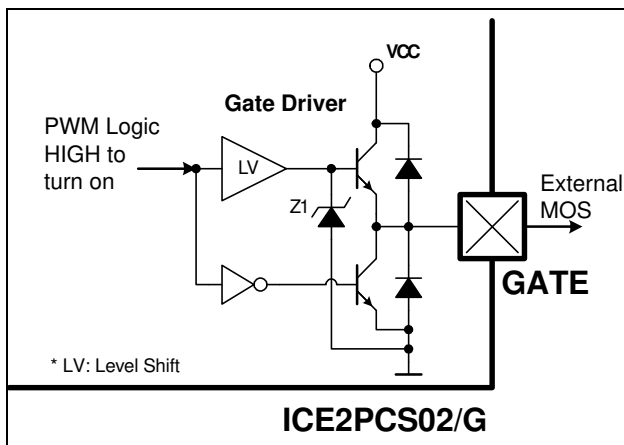 VCC
Gate Driver
PWM Logic
HIGH to
turn on
LV
Z1
External
MOS
GATE
* LV: Level Shift
ICE2PCS02/G